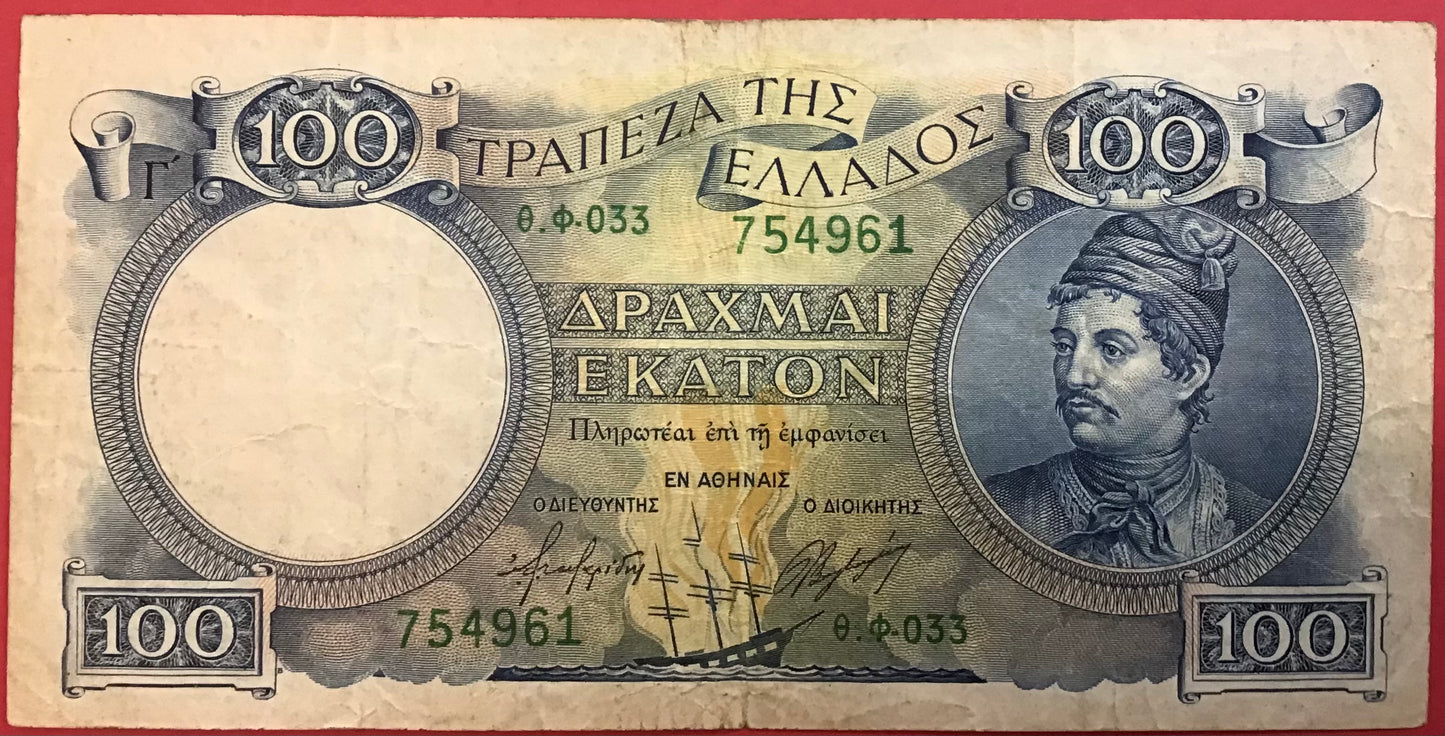 100
ΤΡΑΠΕΖΑ ΤΗΣ
ΕΛΛΑΔΟΣ
100
Γ΄
θ.Φ-033
754961
ΔΡΑΧΜΑΙ
ΕΚΑΤΟΝ
Πληρωτέαι ἐπὶ τῇ ἐμφανίσει
ΕΝ ΑΘΗΝΑΙΣ
Ο ΔΙΕΥΘΥΝΤΗΣ
Ο ΔΙΟΙΚΗΤΗΣ
754961
θ.Φ-033
100
100